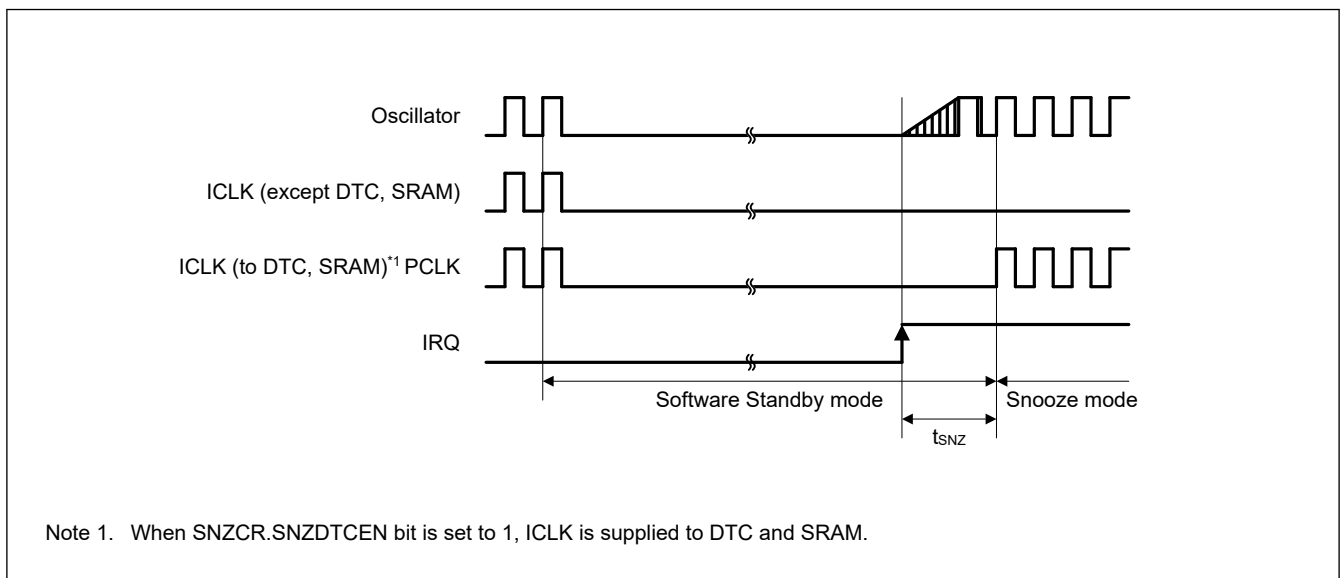 Oscillator
ICLK (except DTC, SRAM)
ICLK (to DTC, SRAM)*1 PCLK
IRQ
Software Standby mode
Snooze mode
tSNZ
Note 1. When SNZCR.SNZDTCEN bit is set to 1, ICLK is supplied to DTC and SRAM.